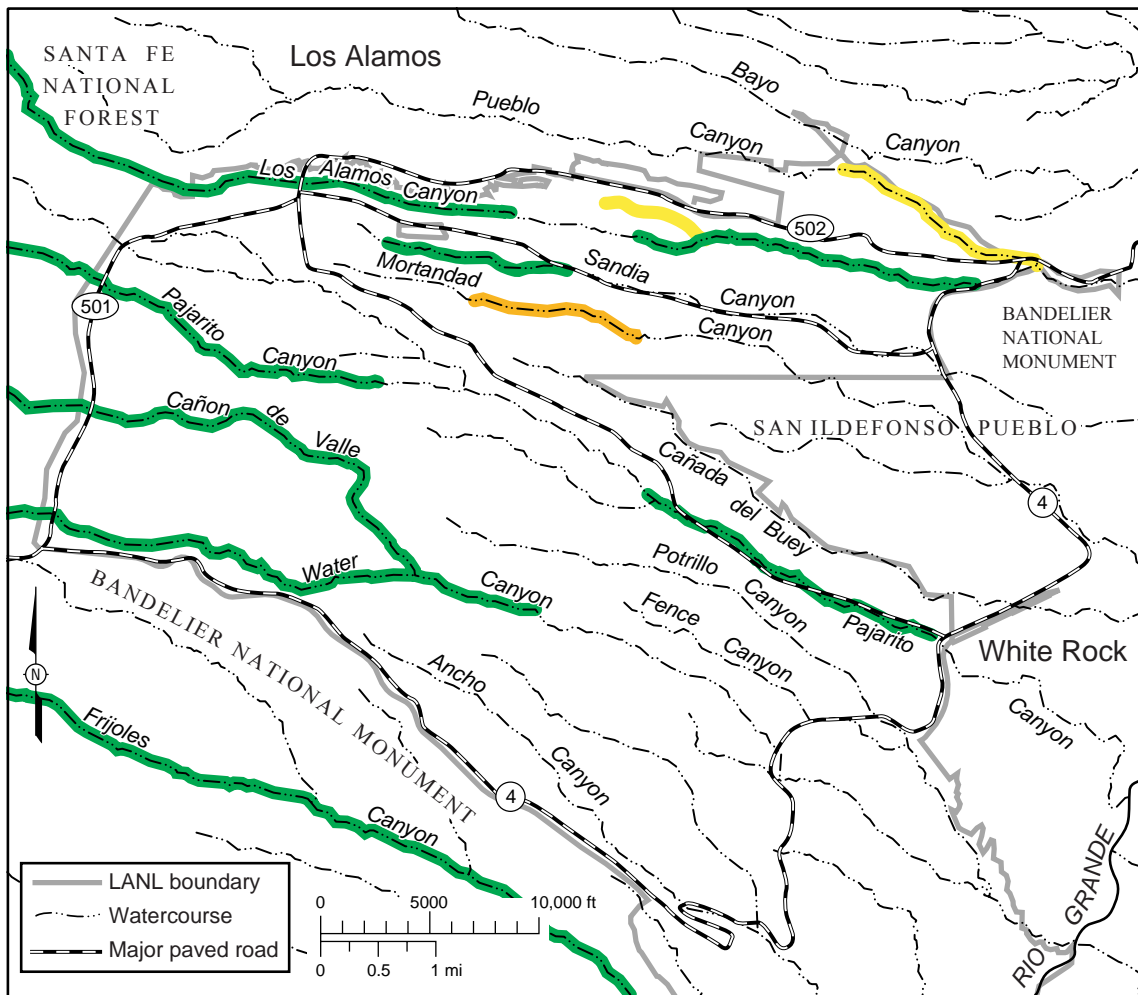 SANTA FE
NATIONAL
FOREST
Los Alamos
Bayo
Pueblo
Canyon
Canyon
Los Alamos Canyon
502
Sandia
Mortandad
Canyon
Canyon
501
Pajarito
Canyon
BANDELIER
NATIONAL
MONUMENT
Cañon de Valle
SAN ILDEFONSO PUEBLO
Cañada
del Buey
4
Water
Canyon
Potrillo
Canyon
Fence
Canyon
Pajarito
White Rock
Canyon
BANDELIER NATIONAL MONUMENT
N
Ancho
Canyon
Frijoles
Canyon
4
RIO GRANDE
LANL boundary
Watercourse
Major paved road
0 5000 10,000 ft
0 0.5 1 mi